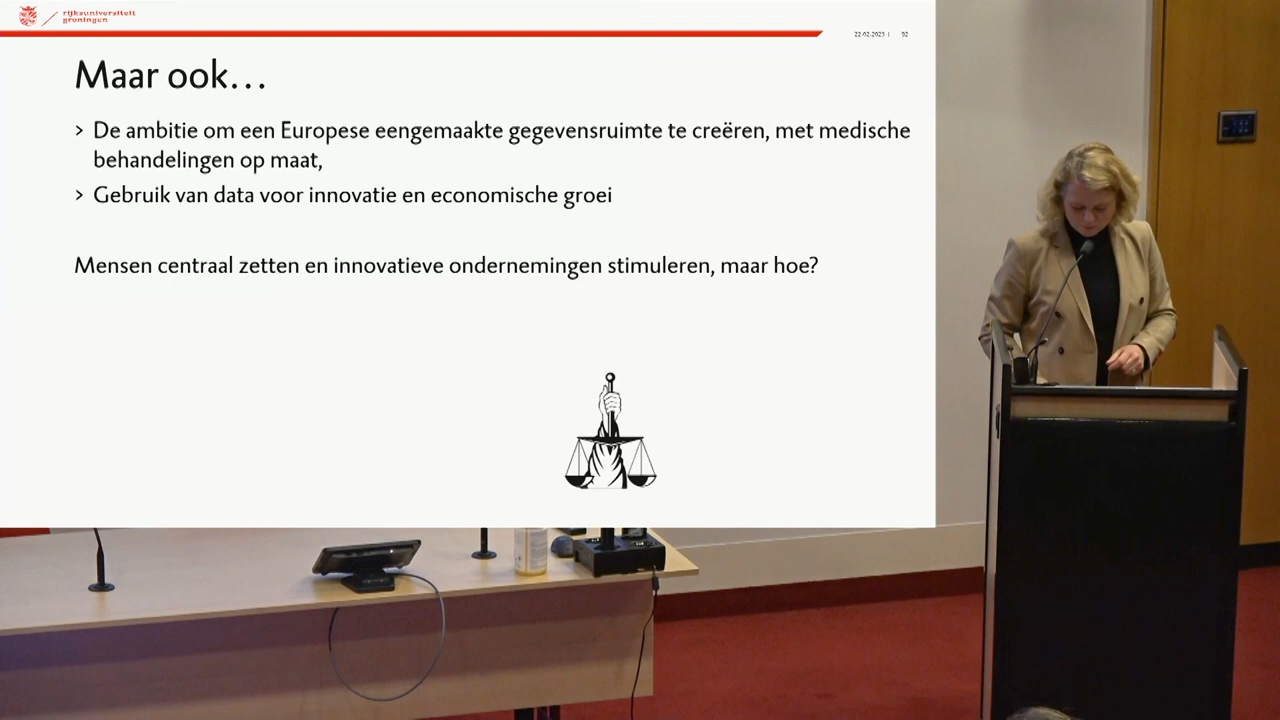 rijksuniversiteit
groningen
22-02-2023 | 92
Maar ook…
> De ambitie om een Europese eengemaakte gegevensruimte te creëren, met medische
behandelingen op maat,
> Gebruik van data voor innovatie en economische groei
Mensen centraal zetten en innovatieve ondernemingen stimuleren, maar hoe?